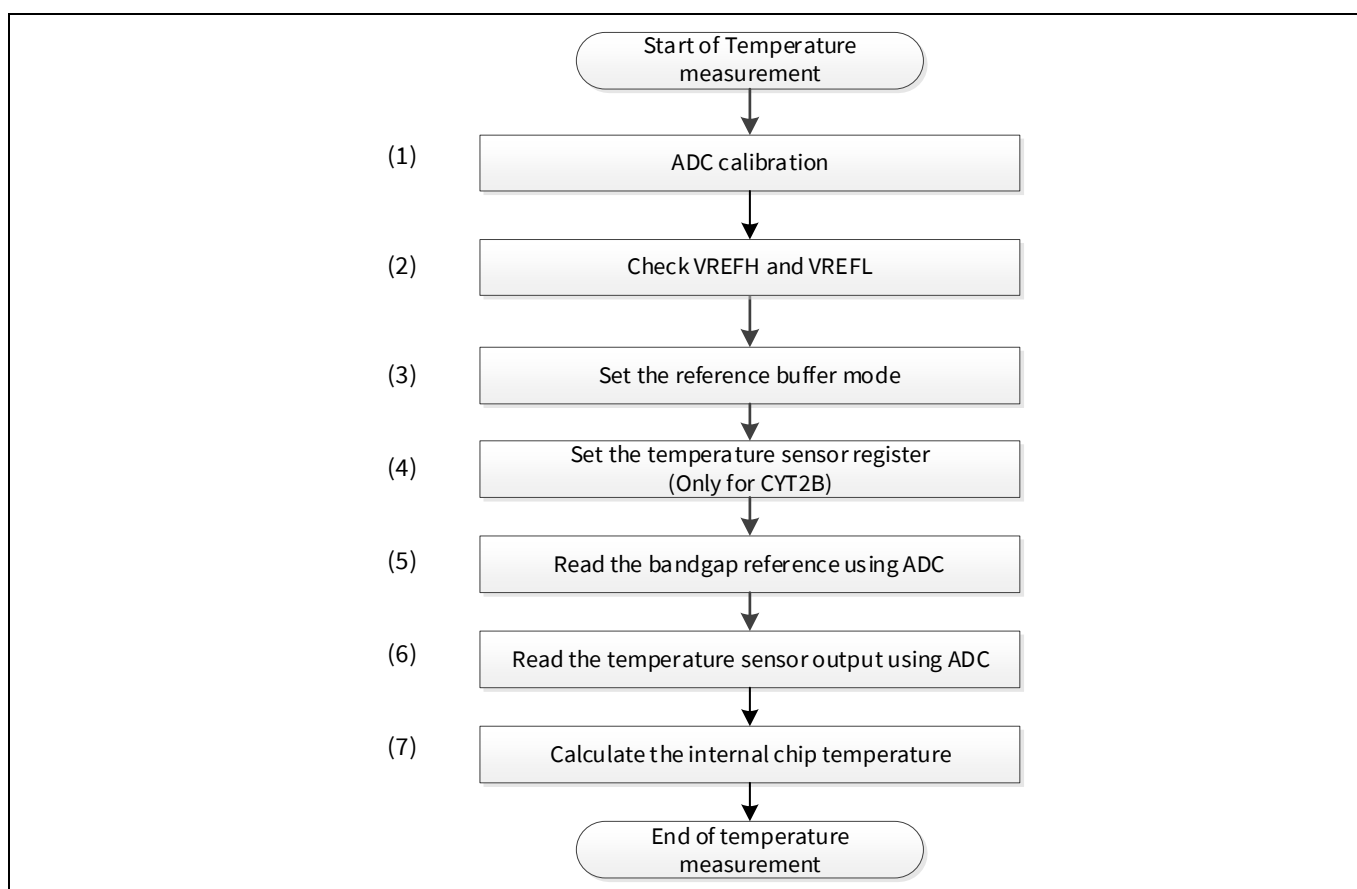 Start of Temperature
measurement
(1)
ADC calibration
(2)
Check VREFH and VREFL
(3)
Set the reference buffer mode
(4)
Set the temperature sensor register
(Only for CYT2B)
(5)
Read the bandgap reference using ADC
(6)
Read the temperature sensor output using ADC
(7)
Calculate the internal chip temperature
End of temperature
measurement